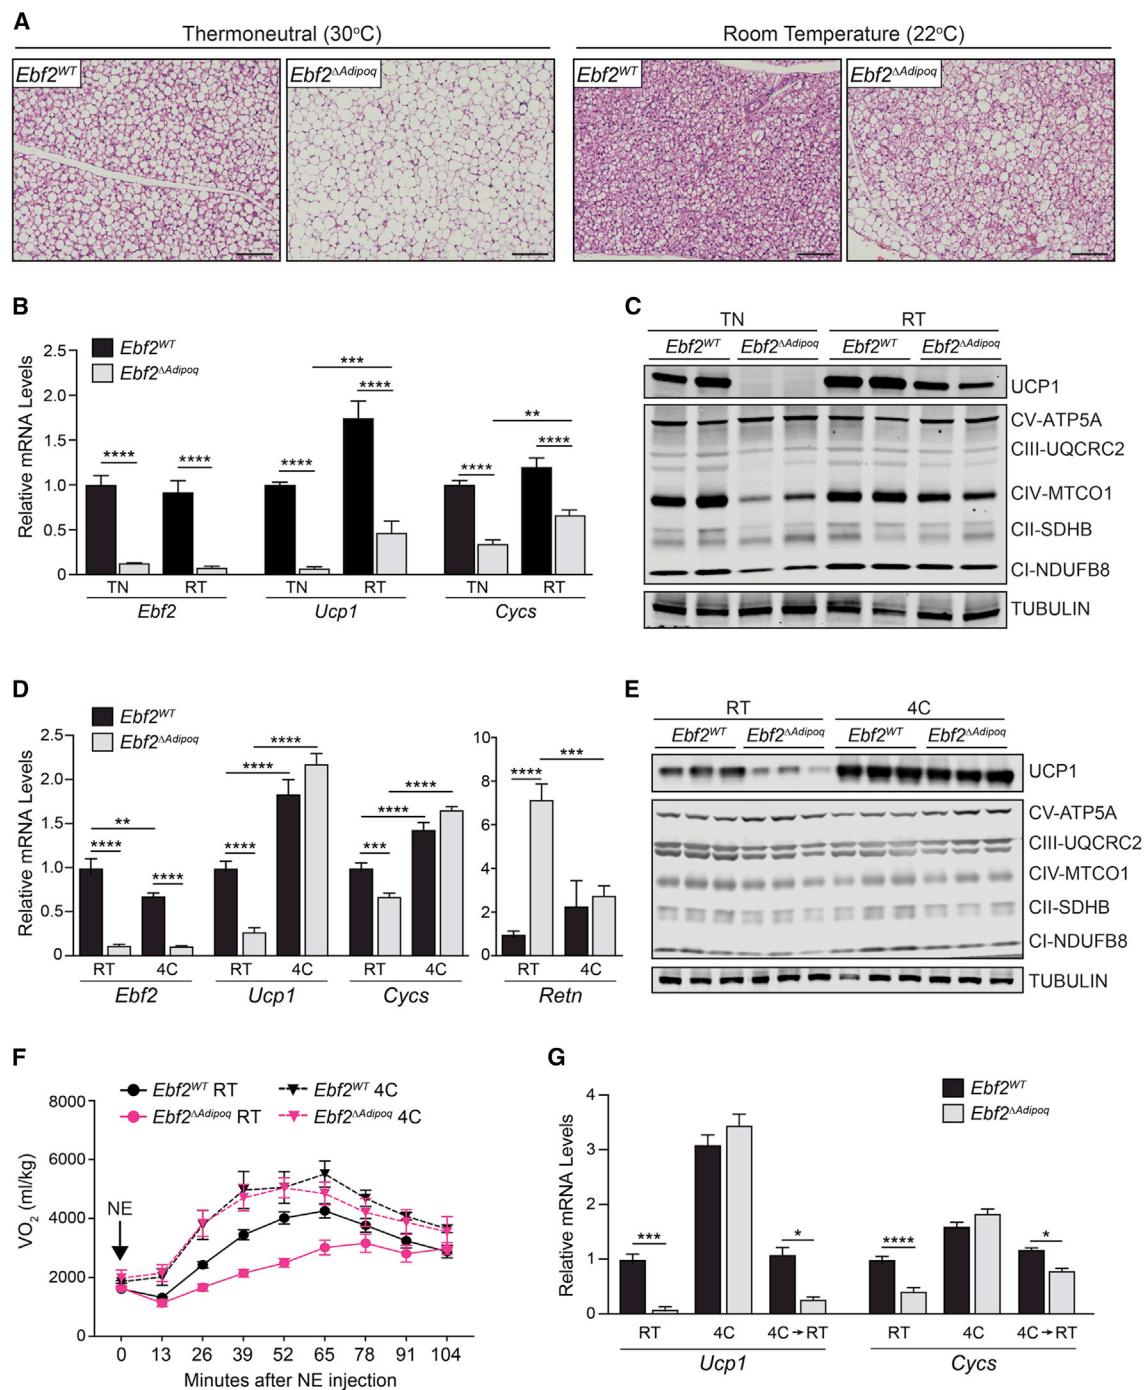 A
Thermoneutral (30°C)
Room Temperature (22°C)
Ebf2WT
Ebf2ΔAdipoq
Ebf2WT
Ebf2ΔAdipoq
B
Ebf2WT
Ebf2ΔAdipoq
Relative mRNA Levels
2.5
2.0
1.5
1.0
0.5
0
****
****
****
***
****
****
**
****
TN
RT
TN
RT
TN
RT
Ebf2
Ucp1
Cycs
C
TN
RT
Ebf2WT
Ebf2ΔAdipoq
Ebf2WT
Ebf2ΔAdipoq
UCP1
CV-ATP5A
CIII-UQCRC2
CIV-MTCO1
CII-SDHB
CI-NDUFB8
TUBULIN
D
Ebf2WT
Ebf2ΔAdipoq
Relative mRNA Levels
2.5
2.0
1.5
1.0
0.5
0
**
****
****
****
****
****
****
****
***
RT
4C
RT
4C
RT
4C
Ebf2
Ucp1
Cycs
10
8
6
4
2
0
****
***
RT
4C
Retn
E
RT
4C
Ebf2WT
Ebf2ΔAdipoq
Ebf2WT
Ebf2ΔAdipoq
UCP1
CV-ATP5A
CIII-UQCRC2
CIV-MTCO1
CII-SDHB
CI-NDUFB8
TUBULIN
F
Ebf2WT RT
Ebf2WT 4C
Ebf2ΔAdipoq RT
Ebf2ΔAdipoq 4C
VO2 (ml/kg)
8000
6000
4000
2000
0
NE
0 13 26 39 52 65 78 91 104
Minutes after NE injection
G
Ebf2WT
Ebf2ΔAdipoq
Relative mRNA Levels
4
3
2
1
0
***
*
****
*
RT
4C
4C→RT
RT
4C
4C→RT
Ucp1
Cycs